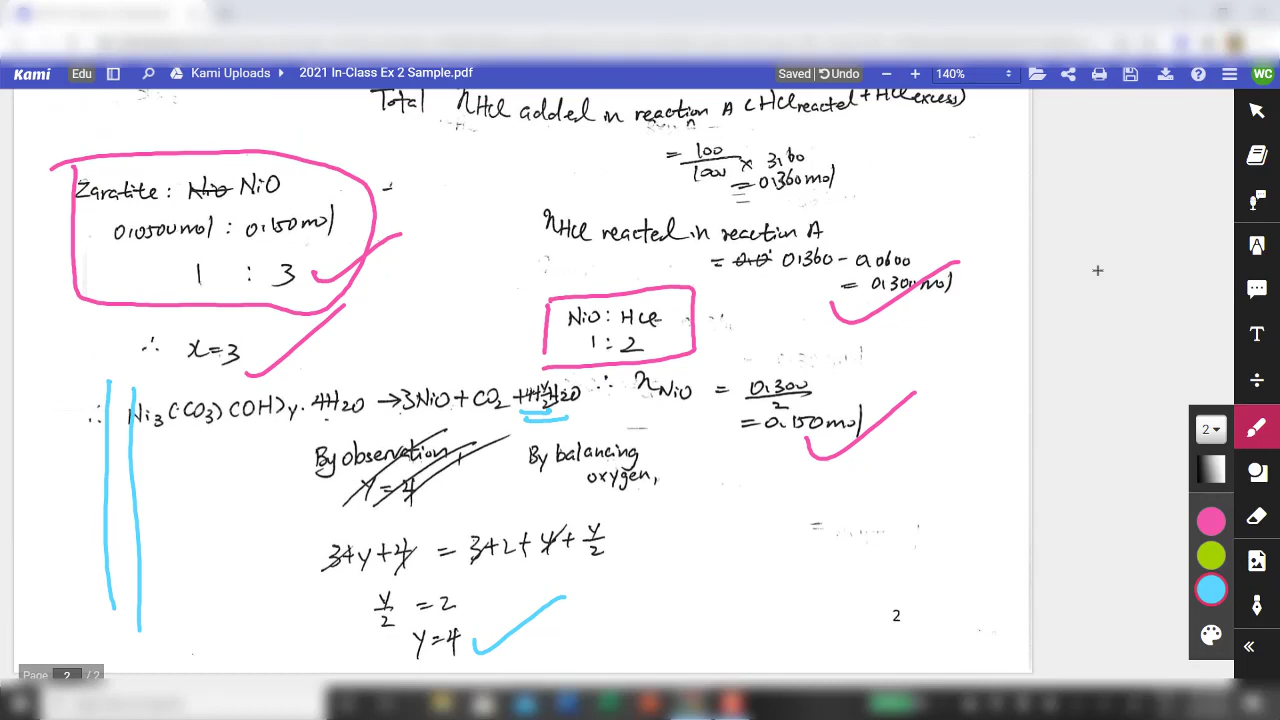 Kami Edu Kami Uploads 2021 In-Class Ex 2 Sample.pdf Saved Undo 140% WC
Total nHCl added in reaction A (HCl reacted + HCl excess)
= 100/1000 × 3.60
= 0.360 mol
Zaratite : NiO NiO
0.0500 mol : 0.150 mol
1 : 3
nHCl reacted in reaction A
= 0.0 0.360 - 0.0600
= 0.300 mol
NiO : HCl
1 : 2
∴ x=3
∴ nNiO = 0.300/2
= 0.150 mol
∴ Ni3(CO3)(OH)y · 4H2O → 3NiO + CO2 + H2O
By observation,
y = 4
By balancing
oxygen,
3+y+4 = 3+2+4+y/2
y/2 = 2
y=4
2
2
Page 2 / 2